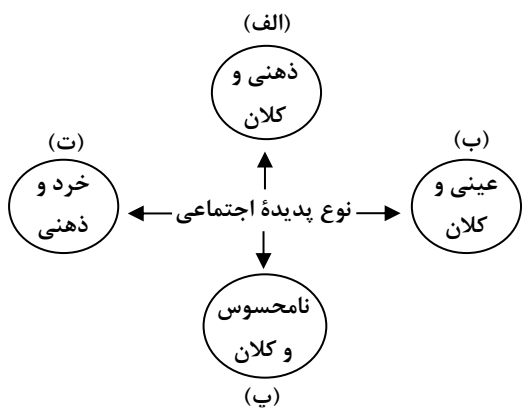 (الف)
ذهنی و
کلان
(ب)
عینی و
کلان
(ت)
خرد و
ذهنی
نوع پدیدهٔ اجتماعی
نامحسوس
و کلان
(پ)